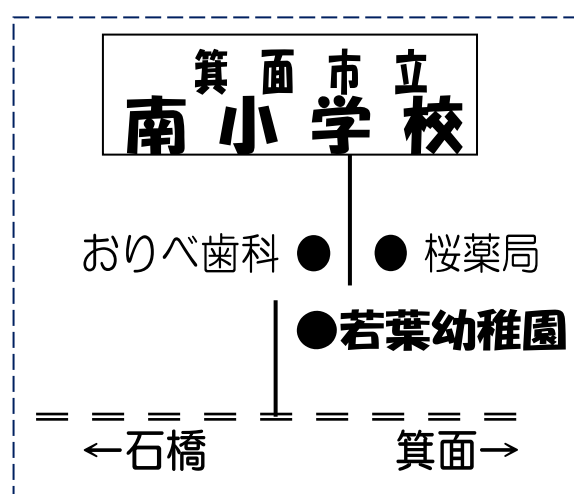 箕面市立
南小学校
おりべ歯科 ● ● 桜薬局
●若葉幼稚園
←石橋 箕面→